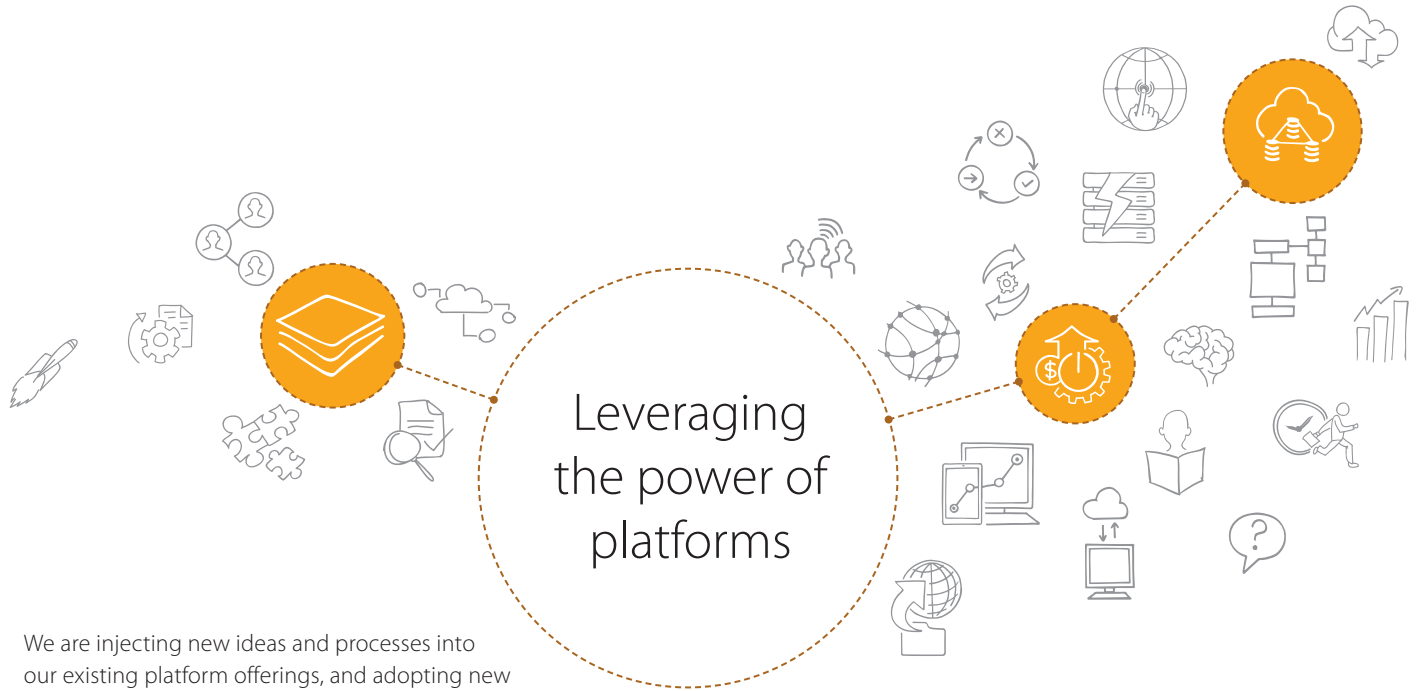 Leveraging
the power of
platforms
We are injecting new ideas and processes into
our existing platform offerings, and adopting new
$
?